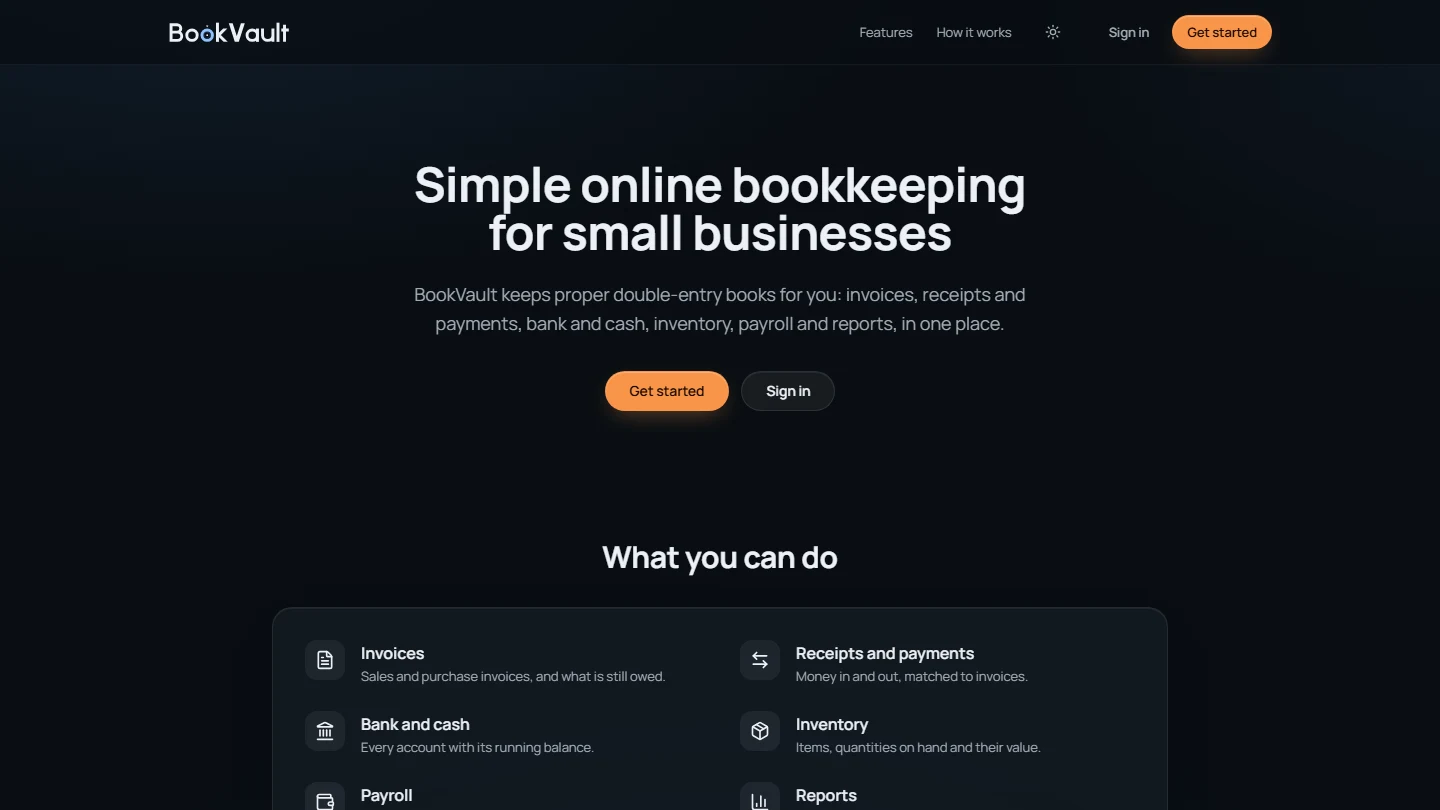 BookVault
Features
How it works
Sign in
Get started
Simple online bookkeeping
for small businesses
BookVault keeps proper double-entry books for you: invoices, receipts and
payments, bank and cash, inventory, payroll and reports, in one place.
Get started
Sign in
What you can do
Invoices
Sales and purchase invoices, and what is still owed.
Receipts and payments
Money in and out, matched to invoices.
Bank and cash
Every account with its running balance.
Inventory
Items, quantities on hand and their value.
Payroll
Reports